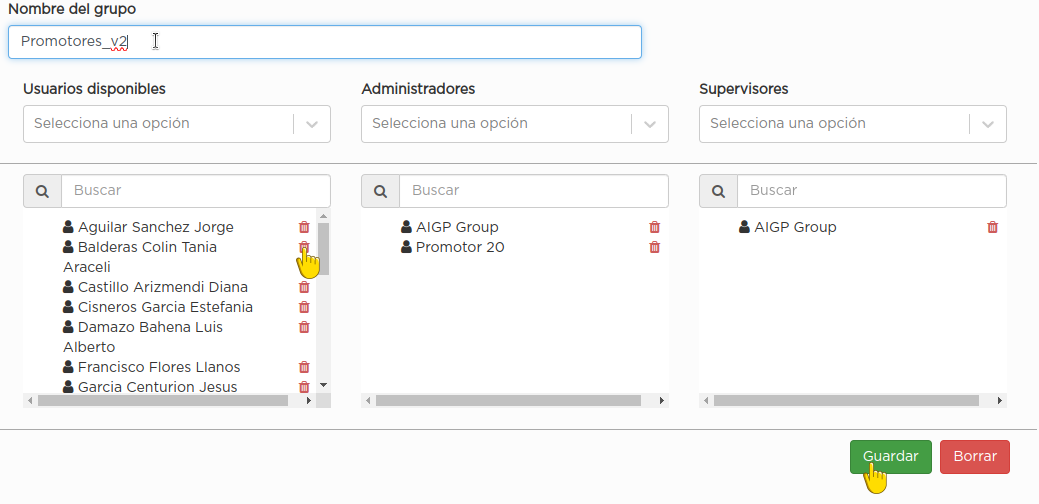 Nombre del grupo
Promotores_v2
Usuarios disponibles
Administradores
Supervisores
Selecciona una opción
Selecciona una opción
Selecciona una opción
Buscar
Buscar
Buscar
Aguilar Sanchez Jorge
Balderas Colin Tania
Araceli
Castillo Arizmendi Diana
Cisneros Garcia Estefania
Damazo Bahena Luis
Alberto
Francisco Flores Llanos
Garcia Centurion Jesus
AIGP Group
Promotor 20
AIGP Group
Guardar
Borrar